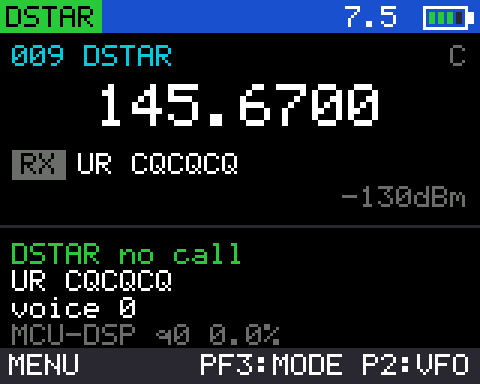 DSTAR 7.5
009 DSTAR C
145.6700
RX UR CQCQCQ
-130dBm
DSTAR no call
UR CQCQCQ
voice 0
MCU-DSP q0 0.0%
MENU PF3:MODE P2:VFO